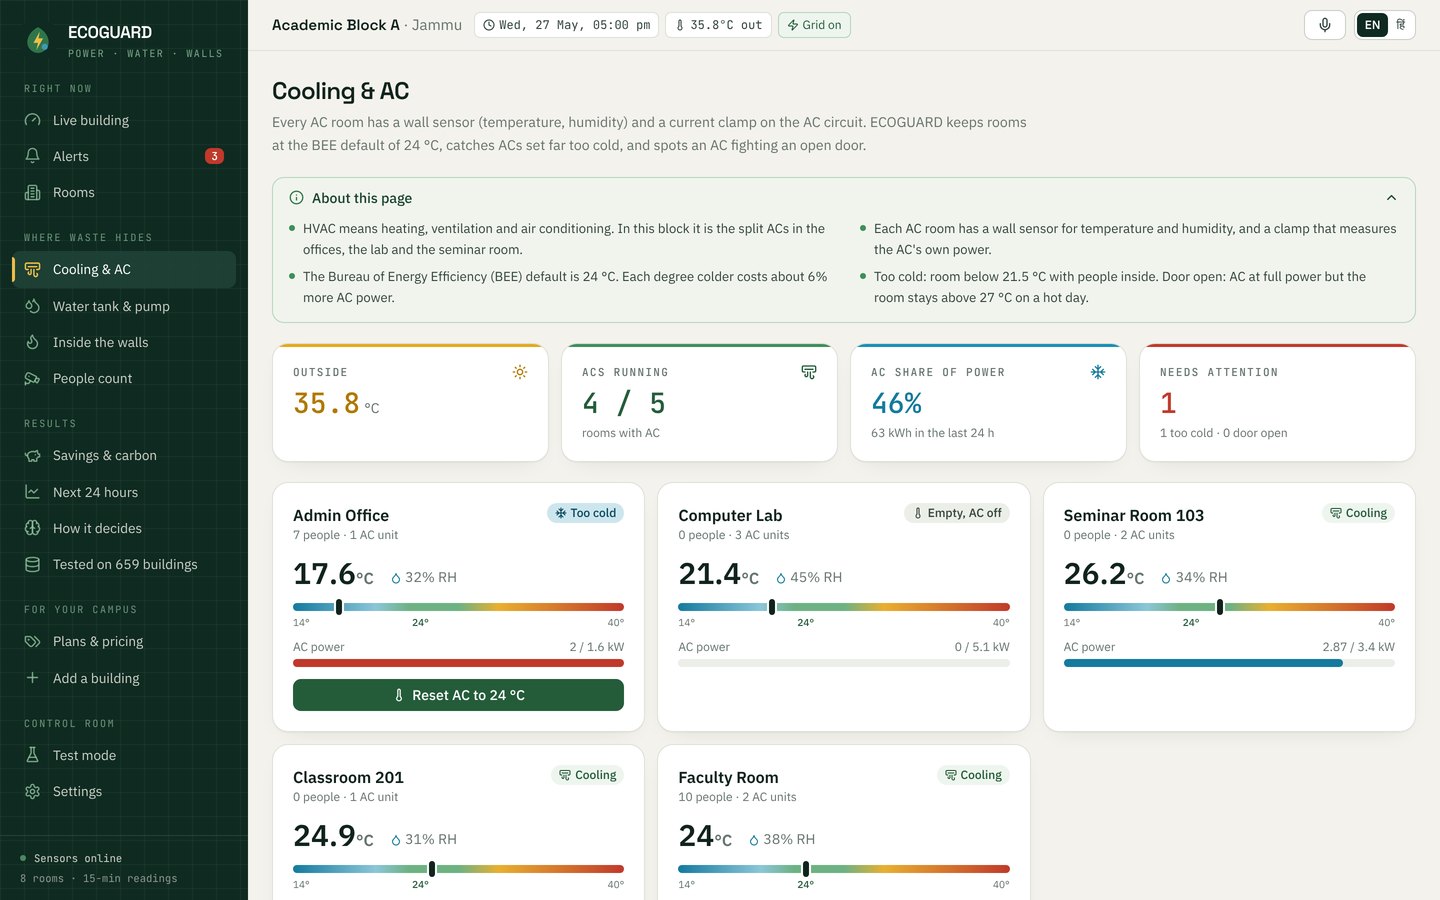 ECOGUARD
POWER · WATER · WALLS
RIGHT NOW
Live building
Alerts
3
Rooms
WHERE WASTE HIDES
Cooling & AC
Water tank & pump
Inside the walls
People count
RESULTS
Savings & carbon
Next 24 hours
How it decides
Tested on 659 buildings
FOR YOUR CAMPUS
Plans & pricing
Add a building
CONTROL ROOM
Test mode
Settings
Sensors online
8 rooms · 15-min readings
Academic Block A · Jammu
Wed, 27 May, 05:00 pm
35.8°C out
Grid on
EN
हिं
Cooling & AC
Every AC room has a wall sensor (temperature, humidity) and a current clamp on the AC circuit. ECOGUARD keeps rooms
at the BEE default of 24 °C, catches ACs set far too cold, and spots an AC fighting an open door.
About this page
HVAC means heating, ventilation and air conditioning. In this block it is the split ACs in the
offices, the lab and the seminar room.
The Bureau of Energy Efficiency (BEE) default is 24 °C. Each degree colder costs about 6%
more AC power.
Each AC room has a wall sensor for temperature and humidity, and a clamp that measures
the AC's own power.
Too cold: room below 21.5 °C with people inside. Door open: AC at full power but the
room stays above 27 °C on a hot day.
OUTSIDE
35.8 °C
ACS RUNNING
4 / 5
rooms with AC
AC SHARE OF POWER
46%
63 kWh in the last 24 h
NEEDS ATTENTION
1
1 too cold · 0 door open
Admin Office
Too cold
7 people · 1 AC unit
17.6°C
32% RH
14° 24° 40°
AC power 2 / 1.6 kW
Reset AC to 24 °C
Computer Lab
Empty, AC off
0 people · 3 AC units
21.4°C
45% RH
14° 24° 40°
AC power 0 / 5.1 kW
Seminar Room 103
Cooling
0 people · 2 AC units
26.2°C
34% RH
14° 24° 40°
AC power 2.87 / 3.4 kW
Classroom 201
Cooling
0 people · 1 AC unit
24.9°C
31% RH
14° 24° 40°
Faculty Room
Cooling
10 people · 2 AC units
24°C
38% RH
14° 24° 40°